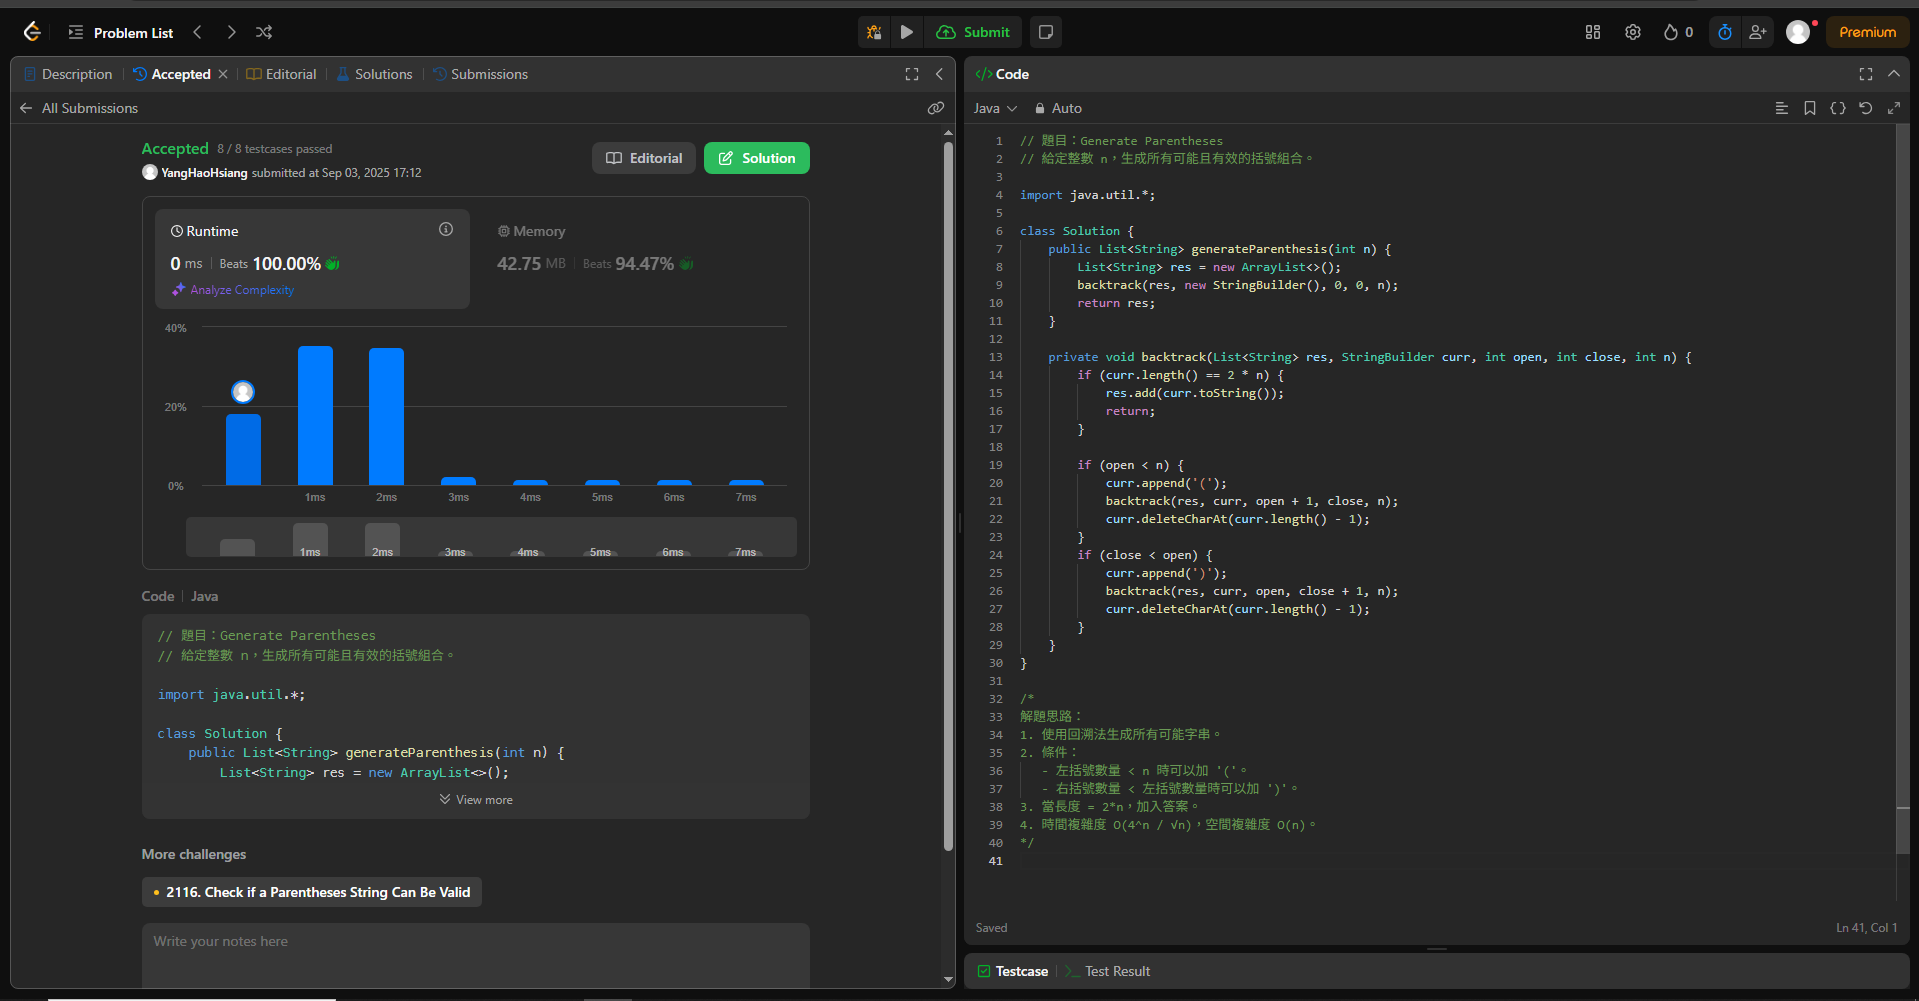 Problem List
Submit
0
Premium
Description
Accepted
Editorial
Solutions
Submissions
All Submissions
Accepted 8 / 8 testcases passed
YangHaoHsiang submitted at Sep 03, 2025 17:12
Editorial
Solution
Runtime
0 ms | Beats 100.00%
Analyze Complexity
Memory
42.75 MB | Beats 94.47%
40%
20%
0%
1ms 2ms 3ms 4ms 5ms 6ms 7ms
1ms 2ms 3ms 4ms 5ms 6ms 7ms
Code | Java
// 題目：Generate Parentheses
// 給定整數 n，生成所有可能且有效的括號組合。
import java.util.*;
class Solution {
    public List<String> generateParenthesis(int n) {
        List<String> res = new ArrayList<>();
View more
More challenges
2116. Check if a Parentheses String Can Be Valid
Write your notes here
Code
Java
Auto
1 // 題目：Generate Parentheses
2 // 給定整數 n，生成所有可能且有效的括號組合。
3
4 import java.util.*;
5
6 class Solution {
7     public List<String> generateParenthesis(int n) {
8         List<String> res = new ArrayList<>();
9         backtrack(res, new StringBuilder(), 0, 0, n);
10         return res;
11     }
12
13     private void backtrack(List<String> res, StringBuilder curr, int open, int close, int n) {
14         if (curr.length() == 2 * n) {
15             res.add(curr.toString());
16             return;
17         }
18
19         if (open < n) {
20             curr.append('(');
21             backtrack(res, curr, open + 1, close, n);
22             curr.deleteCharAt(curr.length() - 1);
23         }
24         if (close < open) {
25             curr.append(')');
26             backtrack(res, curr, open, close + 1, n);
27             curr.deleteCharAt(curr.length() - 1);
28         }
29     }
30 }
31
32 /*
33 解題思路：
34 1. 使用回溯法生成所有可能字串。
35 2. 條件：
36    - 左括號數量 < n 時可以加 '('。
37    - 右括號數量 < 左括號數量時可以加 ')'。
38 3. 當長度 = 2*n，加入答案。
39 4. 時間複雜度 O(4^n / √n)，空間複雜度 O(n)。
40 */
41
Saved
Ln 41, Col 1
Testcase
Test Result